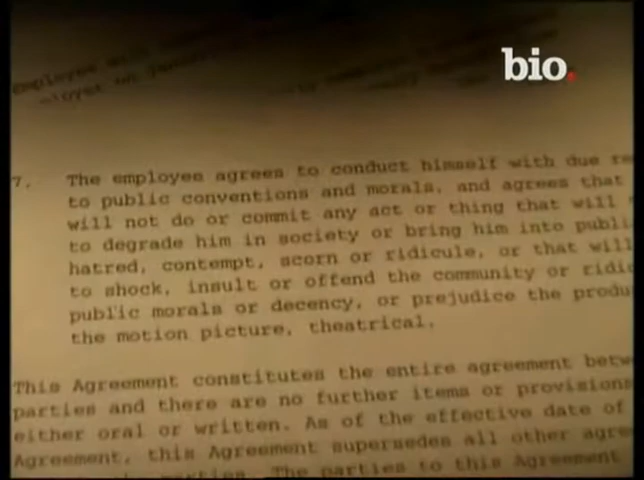 bio.
Employee will
7. The employee agrees to conduct himself with due re
to public conventions and morals, and agrees that
will not do or commit any act or thing that will
to degrade him in society or bring him into publi
hatred, contempt, scorn or ridicule, or that will
to shock, insult or offend the community or ridi
public morals or decency, or prejudice the produ
the motion picture, theatrical.
This Agreement constitutes the entire agreement betw
parties and there are no further items or provisions
either oral or written. As of the effective date of
Agreement, this Agreement supersedes all other agre
parties. The parties to this Agreement